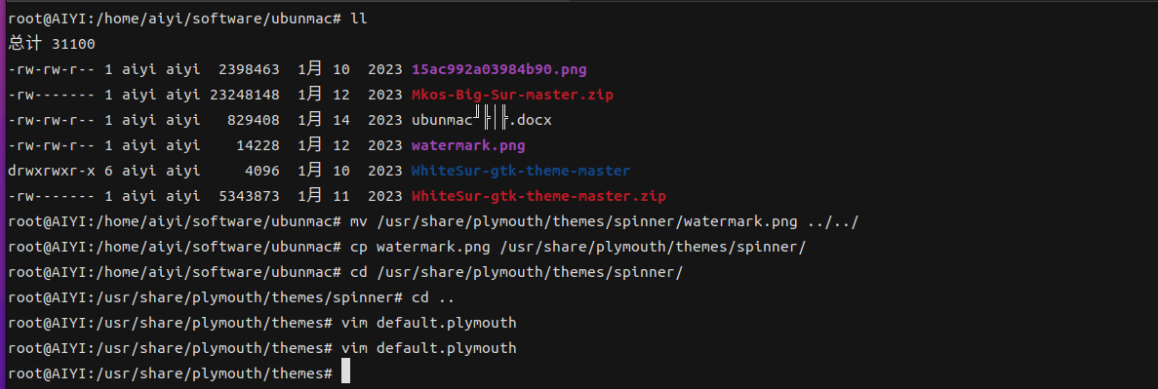 root@AIYI:/home/aiyi/software/ubunmac# ll
总计 31100
-rw-rw-r-- 1 aiyi aiyi  2398463  1月 10  2023 15ac992a03984b90.png
-rw------- 1 aiyi aiyi 23248148  1月 12  2023 Mkos-Big-Sur-master.zip
-rw-rw-r-- 1 aiyi aiyi   829408  1月 14  2023 ubunmac╝╠│╠.docx
-rw-rw-r-- 1 aiyi aiyi    14228  1月 12  2023 watermark.png
drwxrwxr-x 6 aiyi aiyi     4096  1月 10  2023 WhiteSur-gtk-theme-master
-rw------- 1 aiyi aiyi  5343873  1月 11  2023 WhiteSur-gtk-theme-master.zip
root@AIYI:/home/aiyi/software/ubunmac# mv /usr/share/plymouth/themes/spinner/watermark.png ../../
root@AIYI:/home/aiyi/software/ubunmac# cp watermark.png /usr/share/plymouth/themes/spinner/
root@AIYI:/home/aiyi/software/ubunmac# cd /usr/share/plymouth/themes/spinner/
root@AIYI:/usr/share/plymouth/themes/spinner# cd ..
root@AIYI:/usr/share/plymouth/themes# vim default.plymouth
root@AIYI:/usr/share/plymouth/themes# vim default.plymouth
root@AIYI:/usr/share/plymouth/themes#